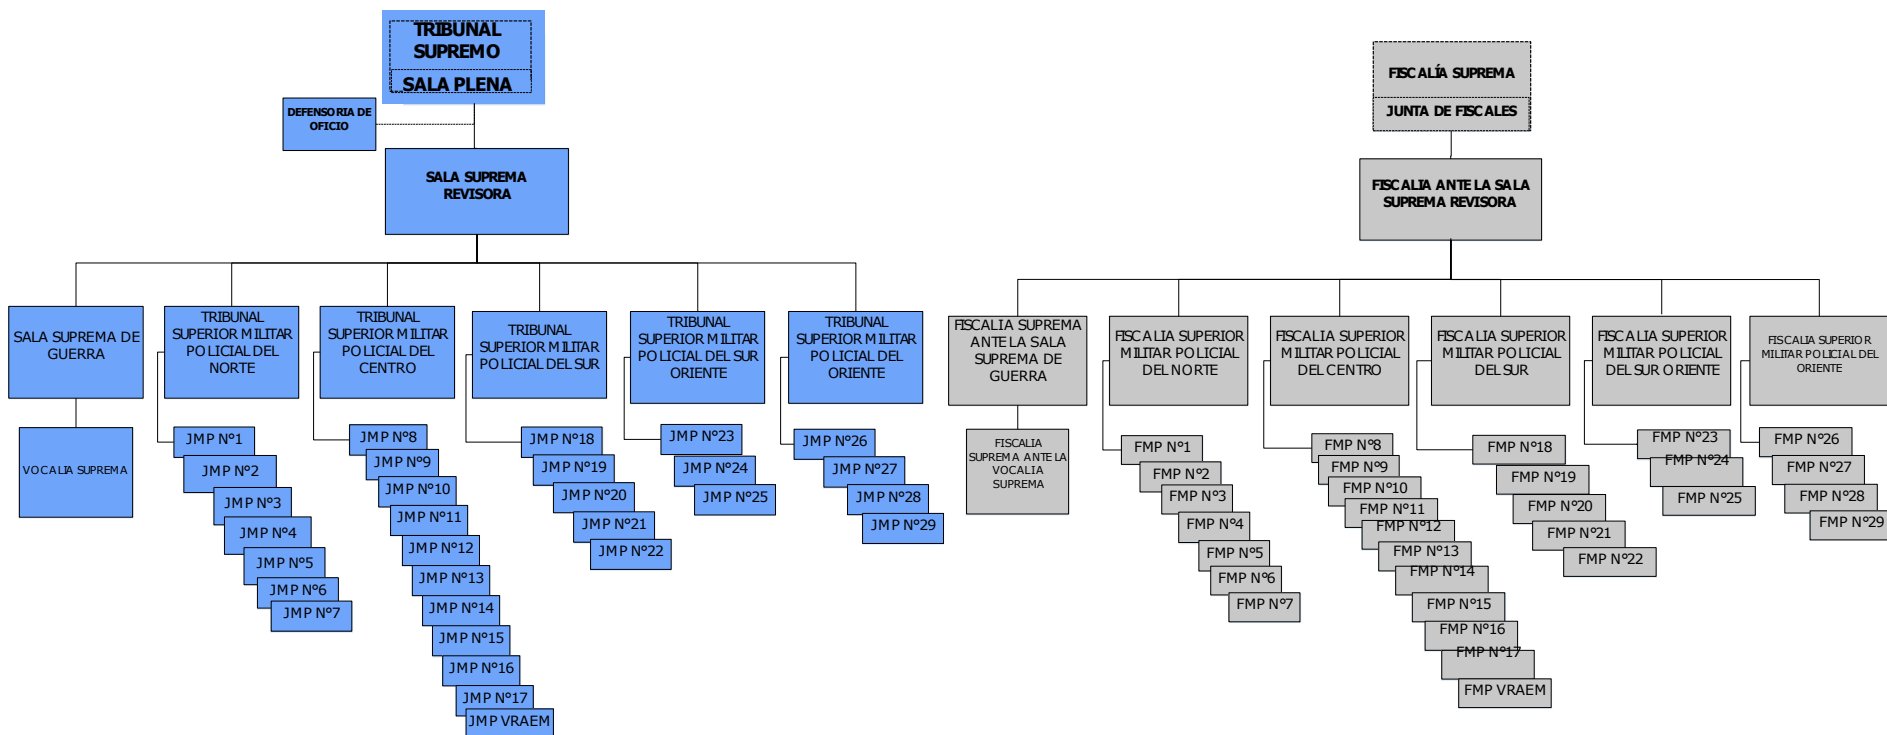 TRIBUNAL
SUPREMO
SALA PLENA
DEFENSORIA DE
OFICIO
SALA SUPREMA
REVISORA
SALA SUPREMA DE
GUERRA
VOCALIA SUPREMA
TRIBUNAL
SUPERIOR MILITAR
POLICIAL DEL
NORTE
JMP N°1
JMP N°2
JMP N°3
JMP N°4
JMP N°5
JMP N°6
JMP N°7
TRIBUNAL
SUPERIOR MILITAR
POLICIAL DEL
CENTRO
JMP N°8
JMP N°9
JMP N°10
JMP N°11
JMP N°12
JMP N°13
JMP N°14
JMP N°15
JMP N°16
JMP N°17
JMP VRAEM
TRIBUNAL
SUPERIOR MILITAR
POLICIAL DEL SUR
JMP N°18
JMP N°19
JMP N°20
JMP N°21
JMP N°22
TRIBUNAL
SUPERIOR MILITAR
POLICIAL DEL SUR
ORIENTE
JMP N°23
JMP N°24
JMP N°25
TRIBUNAL
SUPERIOR MILITAR
POLICIAL DEL
ORIENTE
JMP N°26
JMP N°27
JMP N°28
JMP N°29
FISCALÍA SUPREMA
JUNTA DE FISCALES
FISCALIA ANTE LA SALA
SUPREMA REVISORA
FISCALIA SUPREMA
ANTE LA SALA
SUPREMA DE
GUERRA
FISCALIA
SUPREMA ANTE LA
VOCALIA
SUPREMA
FISCALIA SUPERIOR
MILITAR POLICIAL
DEL NORTE
FMP N°1
FMP N°2
FMP N°3
FMP N°4
FMP N°5
FMP N°6
FMP N°7
FISCALIA SUPERIOR
MILITAR POLICIAL
DEL CENTRO
FMP N°8
FMP N°9
FMP N°10
FMP N°11
FMP N°12
FMP N°13
FMP N°14
FMP N°15
FMP N°16
FMP N°17
FMP VRAEM
FISCALIA SUPERIOR
MILITAR POLICIAL
DEL SUR
FMP N°18
FMP N°19
FMP N°20
FMP N°21
FMP N°22
FISCALIA SUPERIOR
MILITAR POLICIAL
DEL SUR ORIENTE
FMP N°23
FMP N°24
FMP N°25
FISCALIA SUPERIOR
MILITAR POLICIAL DEL
ORIENTE
FMP N°26
FMP N°27
FMP N°28
FMP N°29